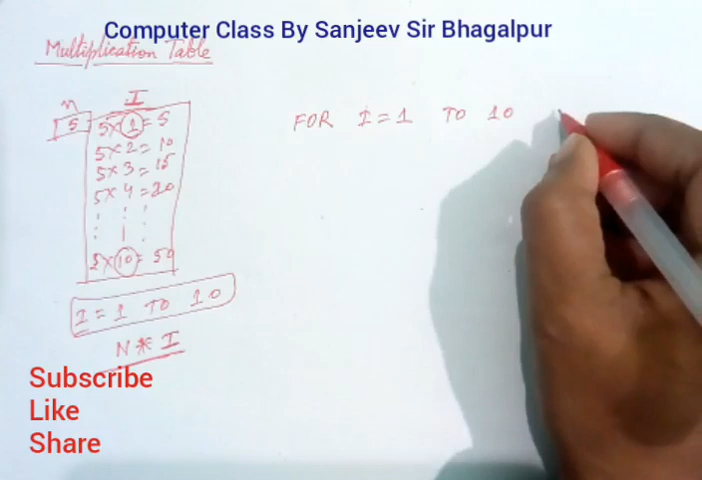 Computer Class By Sanjeev Sir Bhagalpur
Multiplication Table
I
n
5
5 × 1 = 5
5 × 2 = 10
5 × 3 = 15
5 × 4 = 20
: : :
: | :
5 × 10 = 50
I = 1 TO 10
N * I
FOR I = 1 TO 10
Subscribe
Like
Share